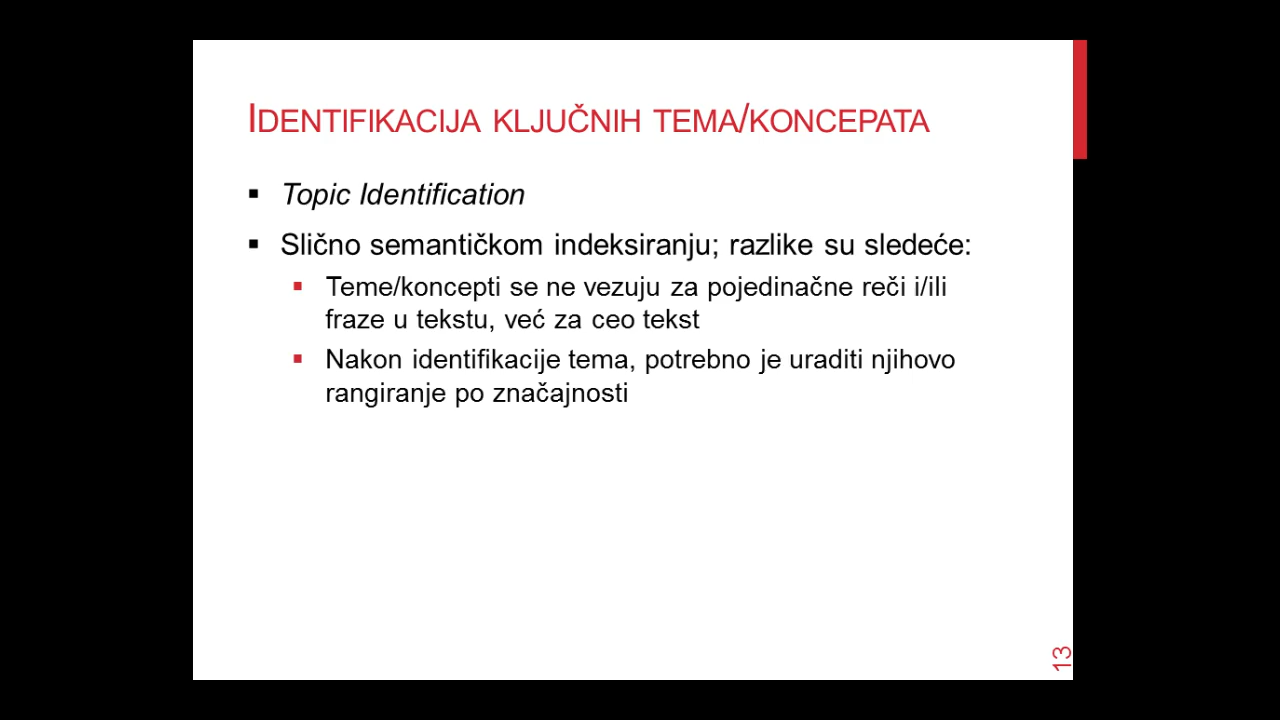 IDENTIFIKACIJA KLJUČNIH TEMA/KONCEPATA
▪ Topic Identification
▪ Slično semantičkom indeksiranju; razlike su sledeće:
▪ Teme/koncepti se ne vezuju za pojedinačne reči i/ili
fraze u tekstu, već za ceo tekst
▪ Nakon identifikacije tema, potrebno je uraditi njihovo
rangiranje po značajnosti
13